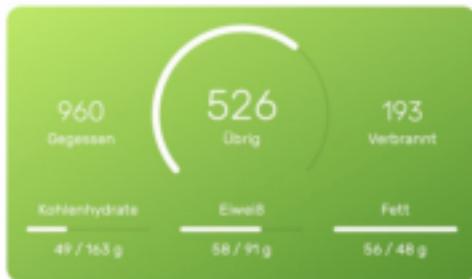 960
Gegessen
526
Übrig
193
Verbrannt
Kohlenhydrate
49 / 163 g
Eiweiß
58 / 91 g
Fett
56 / 48 g